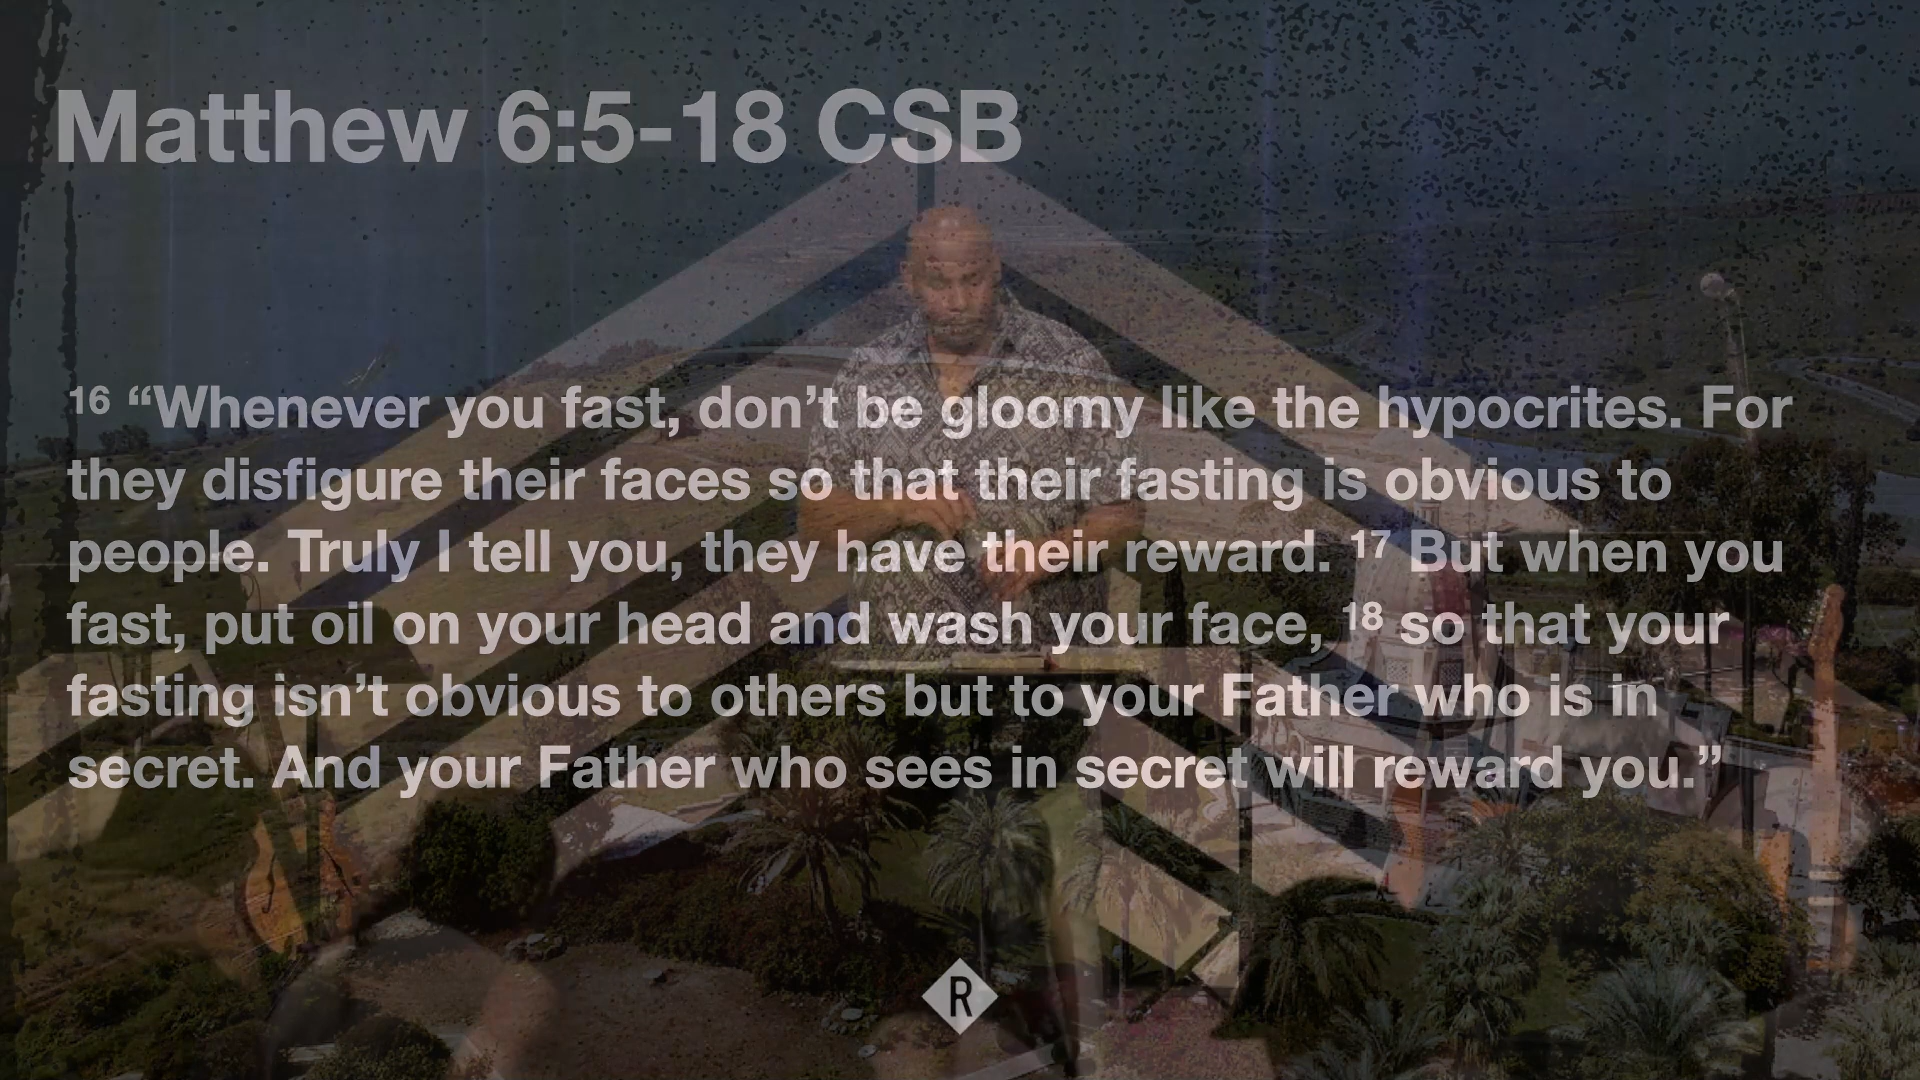 Matthew 6:5-18 CSB
16 “Whenever you fast, don’t be gloomy like the hypocrites. For
they disfigure their faces so that their fasting is obvious to
people. Truly I tell you, they have their reward. 17 But when you
fast, put oil on your head and wash your face, 18 so that your
fasting isn’t obvious to others but to your Father who is in
secret. And your Father who sees in secret will reward you.”
R